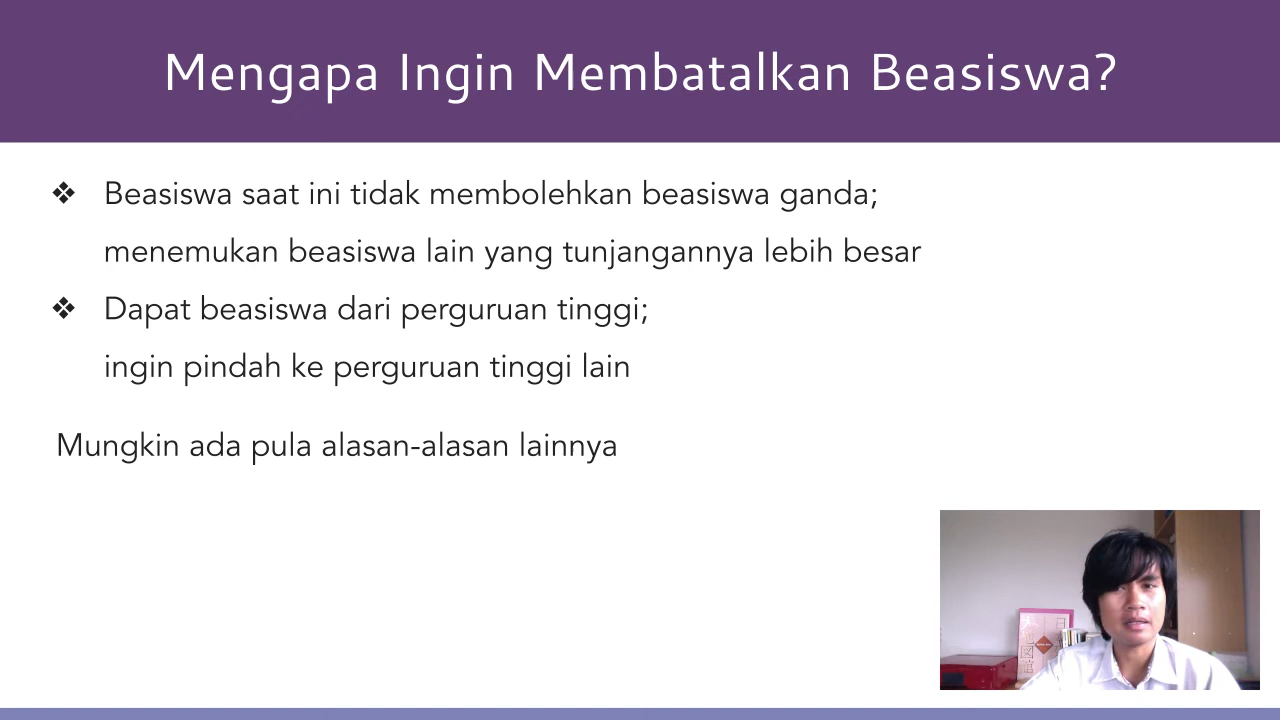 Mengapa Ingin Membatalkan Beasiswa?
❖ Beasiswa saat ini tidak membolehkan beasiswa ganda;
menemukan beasiswa lain yang tunjangannya lebih besar
❖ Dapat beasiswa dari perguruan tinggi;
ingin pindah ke perguruan tinggi lain
Mungkin ada pula alasan-alasan lainnya